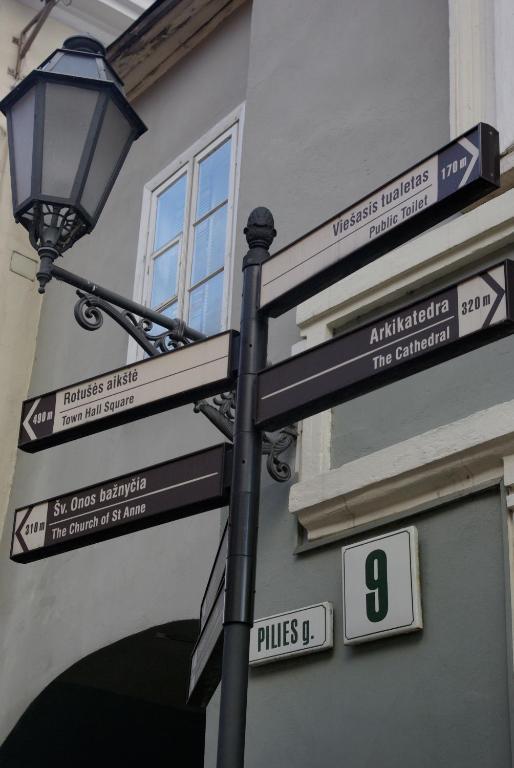 Viešasis tualetas
Public Toilet
170 m
Arkikatedra
The Cathedral
320 m
490 m
Rotušės aikštė
Town Hall Square
310 m
Šv. Onos bažnyčia
The Church of St Anne
PILIES g.
9